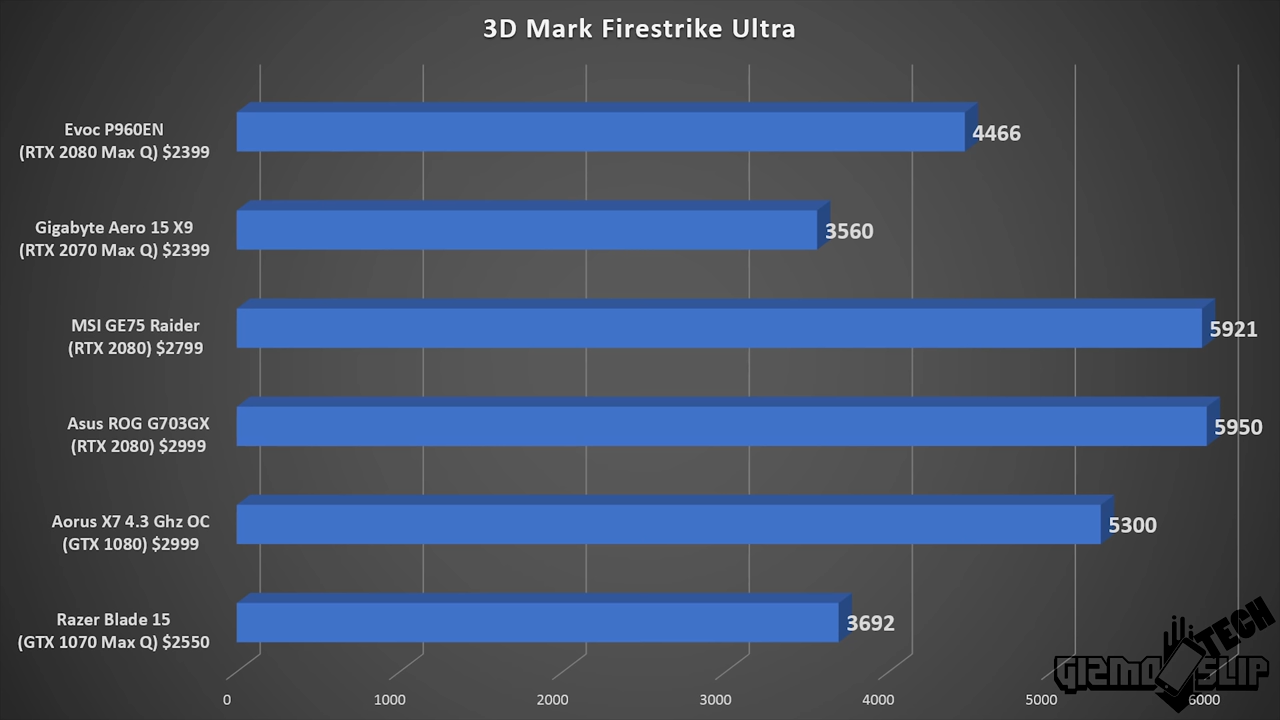 3D Mark Firestrike Ultra
Evoc P960EN
(RTX 2080 Max Q) $2399
4466
Gigabyte Aero 15 X9
(RTX 2070 Max Q) $2399
3560
MSI GE75 Raider
(RTX 2080) $2799
5921
Asus ROG G703GX
(RTX 2080) $2999
5950
Aorus X7 4.3 Ghz OC
(GTX 1080) $2999
5300
Razer Blade 15
(GTX 1070 Max Q) $2550
3692
0 1000 2000 3000 4000 5000 6000
GIZMO SLIP
TECH